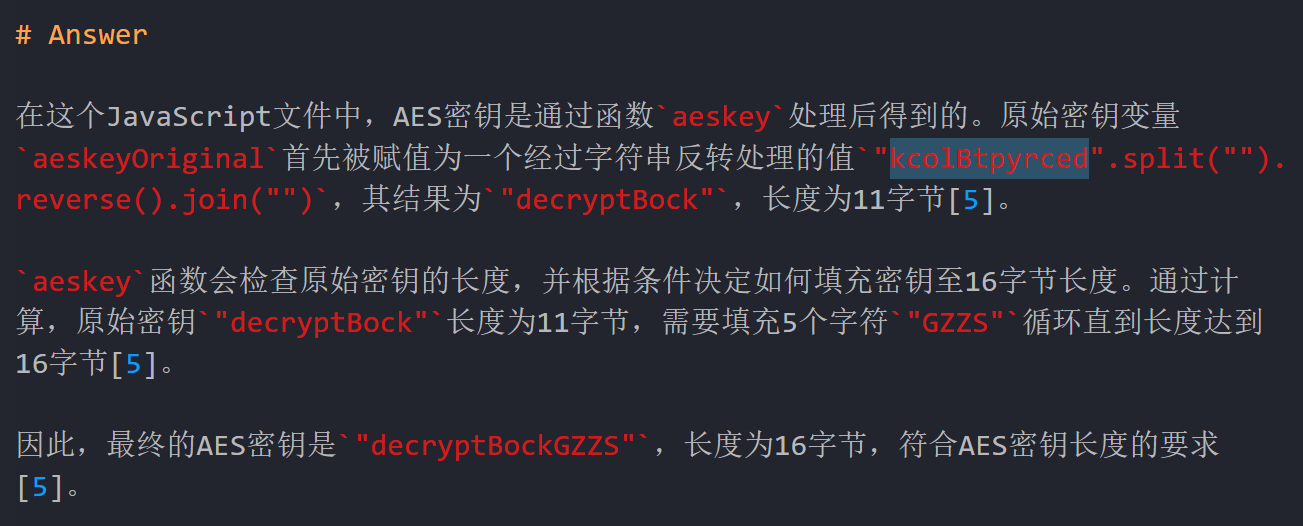 # Answer
在这个JavaScript文件中，AES密钥是通过函数`aeskey`处理后得到的。原始密钥变量
`aeskeyOriginal`首先被赋值为一个经过字符串反转处理的值`"kcolBtpyrced".split("").
reverse().join("")`，其结果为`"decryptBock"`，长度为11字节[5]。
`aeskey`函数会检查原始密钥的长度，并根据条件决定如何填充密钥至16字节长度。通过计
算，原始密钥`"decryptBock"`长度为11字节，需要填充5个字符`"GZZS"`循环直到长度达到
16字节[5]。
因此，最终的AES密钥是`"decryptBockGZZS"`，长度为16字节，符合AES密钥长度的要求
[5]。